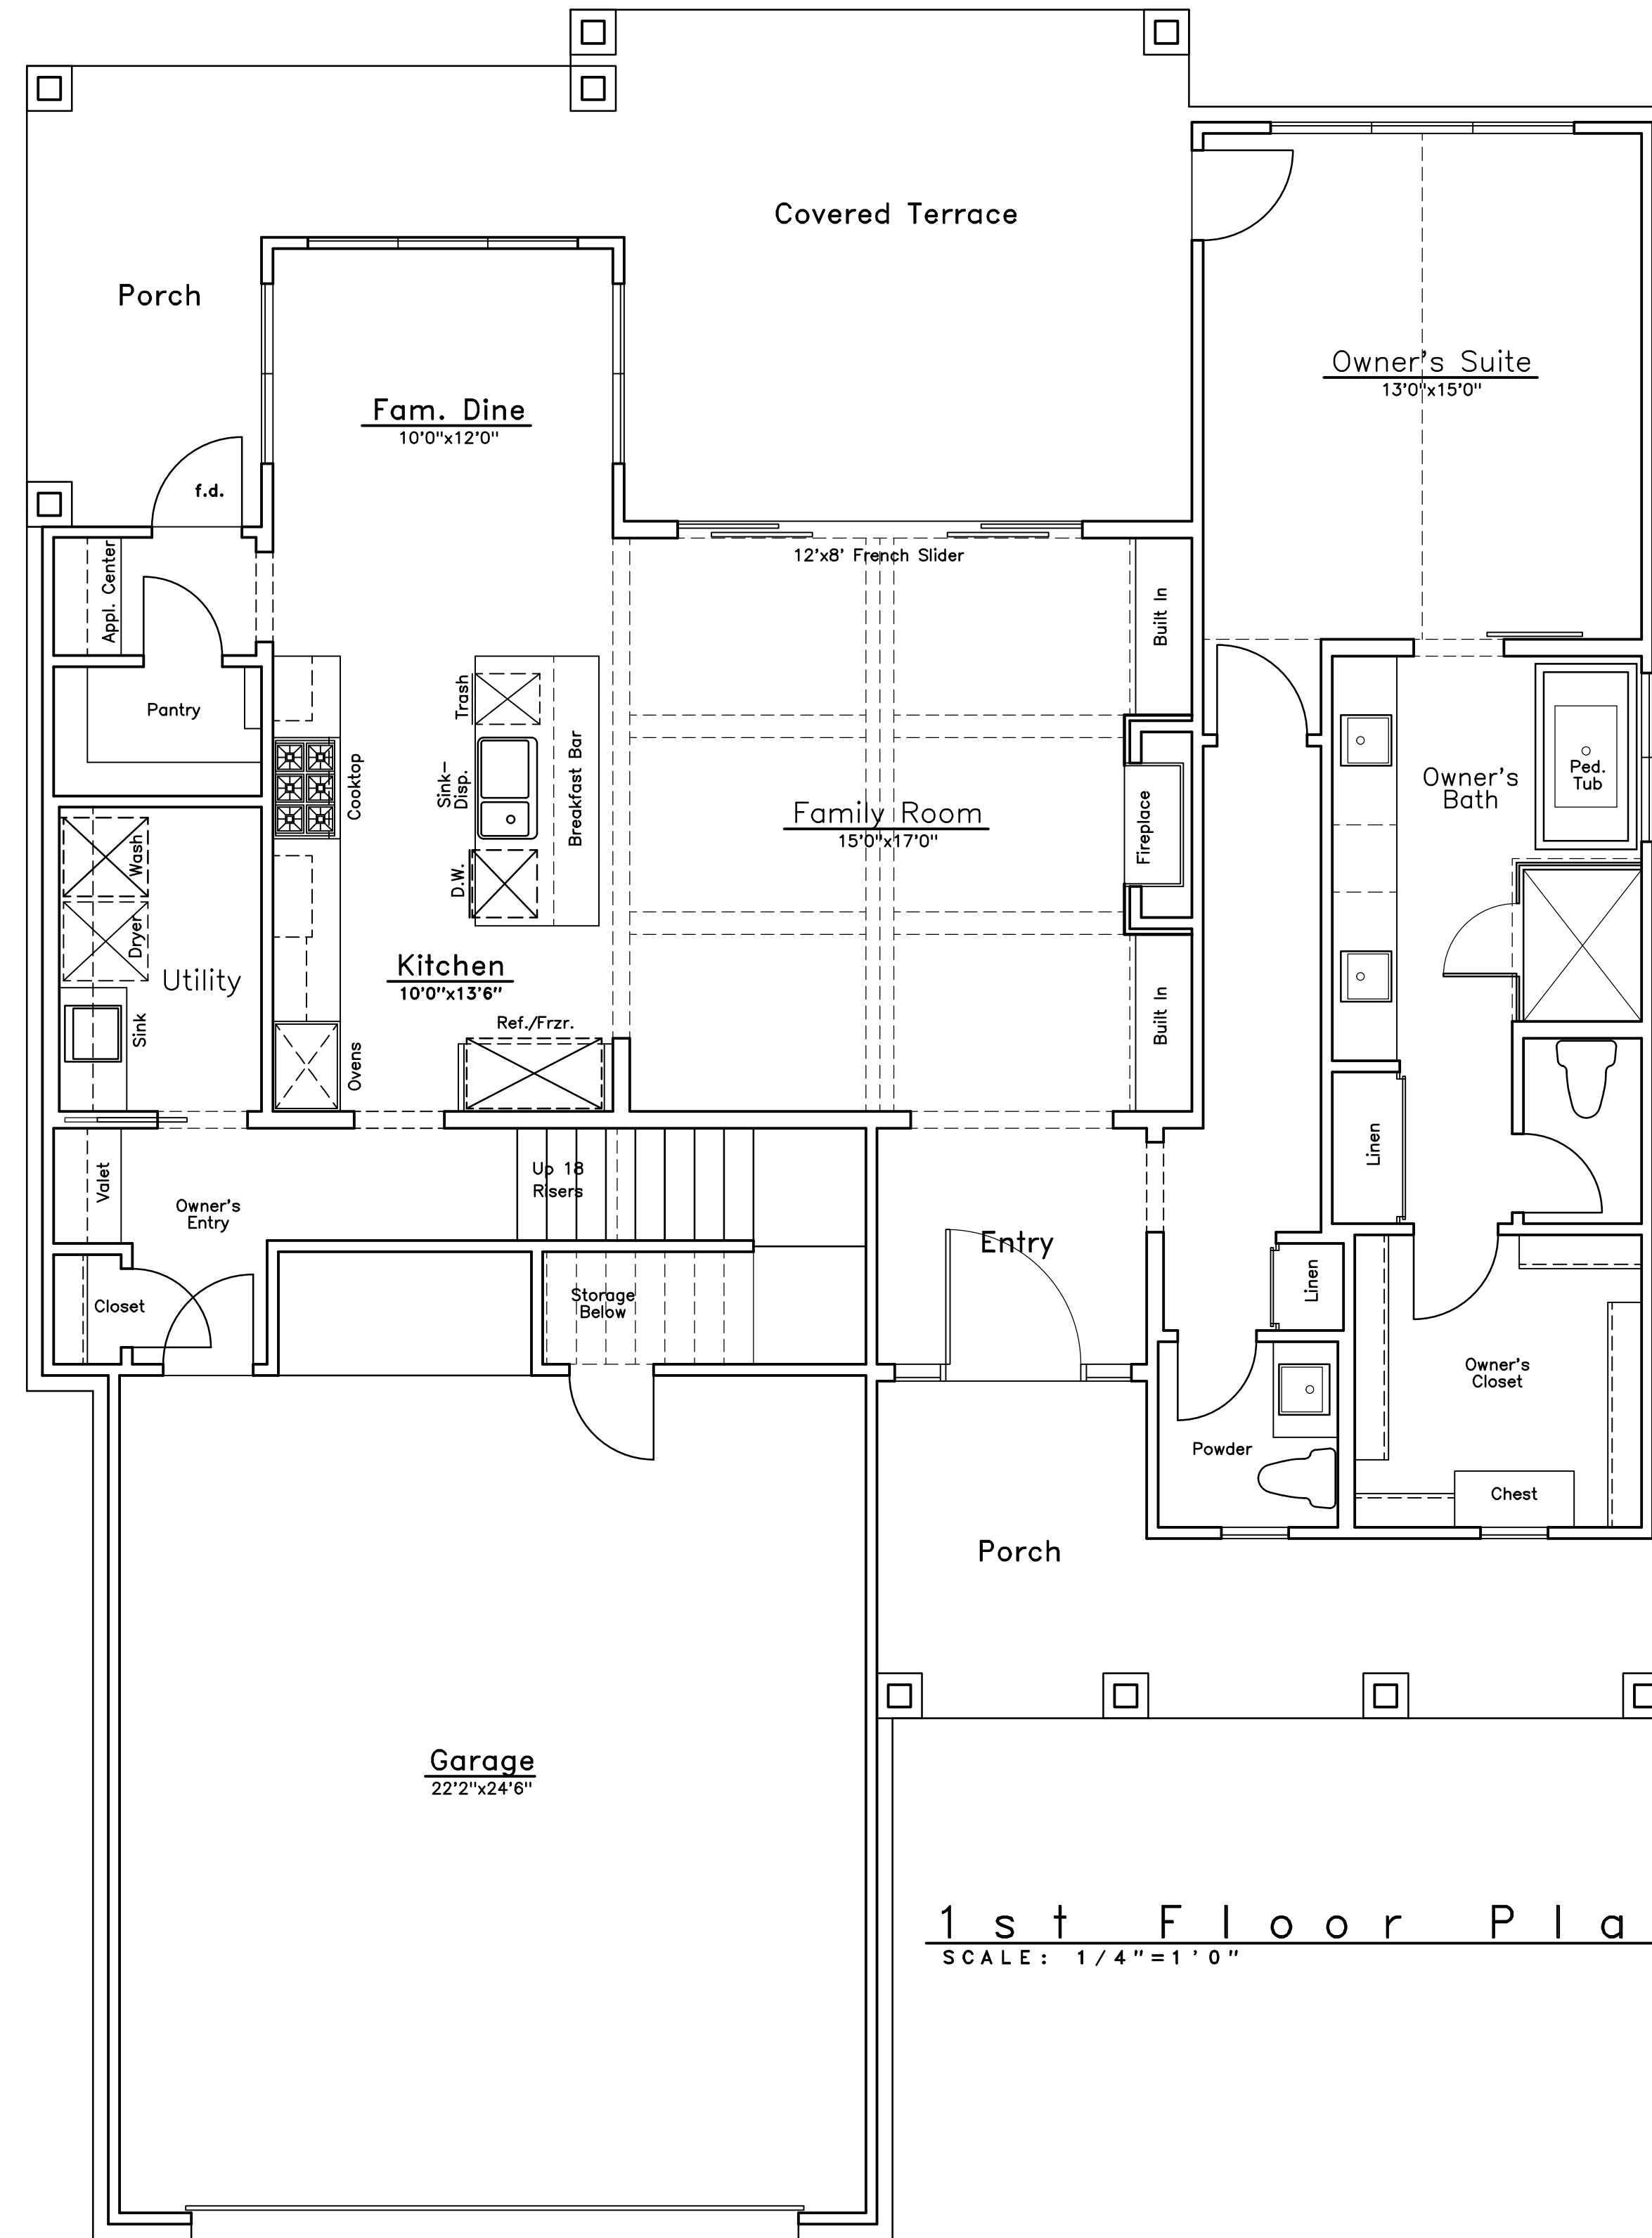 Covered Terrace
Porch
Owner's Suite
13'0"x15'0"
Fam. Dine
10'0"x12'0"
f.d.
12'x8' French Slider
Appl. Center
Built In
Pantry
Trash
Sink-
Disp.
D.W.
Breakfast Bar
Cooktop
Family Room
15'0"x17'0"
Fireplace
Owner's
Bath
Ped.
Tub
Wash
Dryer
Utility
Sink
Kitchen
10'0"x13'6"
Ref./Frzr.
Ovens
Built In
Linen
Valet
Owner's
Entry
Up 18
Risers
Entry
Closet
Storage
Below
Linen
Owner's
Closet
Powder
Chest
Porch
Garage
22'2"x24'6"
1st Floor Pla
SCALE: 1/4"=1'0"